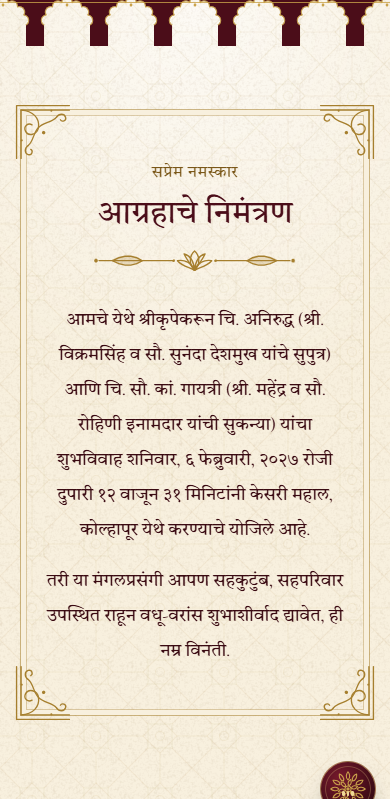 सप्रेम नमस्कार
आग्रहाचे निमंत्रण
आमचे येथे श्रीकृपेकरून चि. अनिरुद्ध (श्री.
विक्रमसिंह व सौ. सुनंदा देशमुख यांचे सुपुत्र)
आणि चि. सौ. कां. गायत्री (श्री. महेंद्र व सौ.
रोहिणी इनामदार यांची सुकन्या) यांचा
शुभविवाह शनिवार, ६ फेब्रुवारी, २०२७ रोजी
दुपारी १२ वाजून ३१ मिनिटांनी केसरी महाल,
कोल्हापूर येथे करण्याचे योजिले आहे.
तरी या मंगलप्रसंगी आपण सहकुटुंब, सहपरिवार
उपस्थित राहून वधू-वरांस शुभाशीर्वाद द्यावेत, ही
नम्र विनंती.